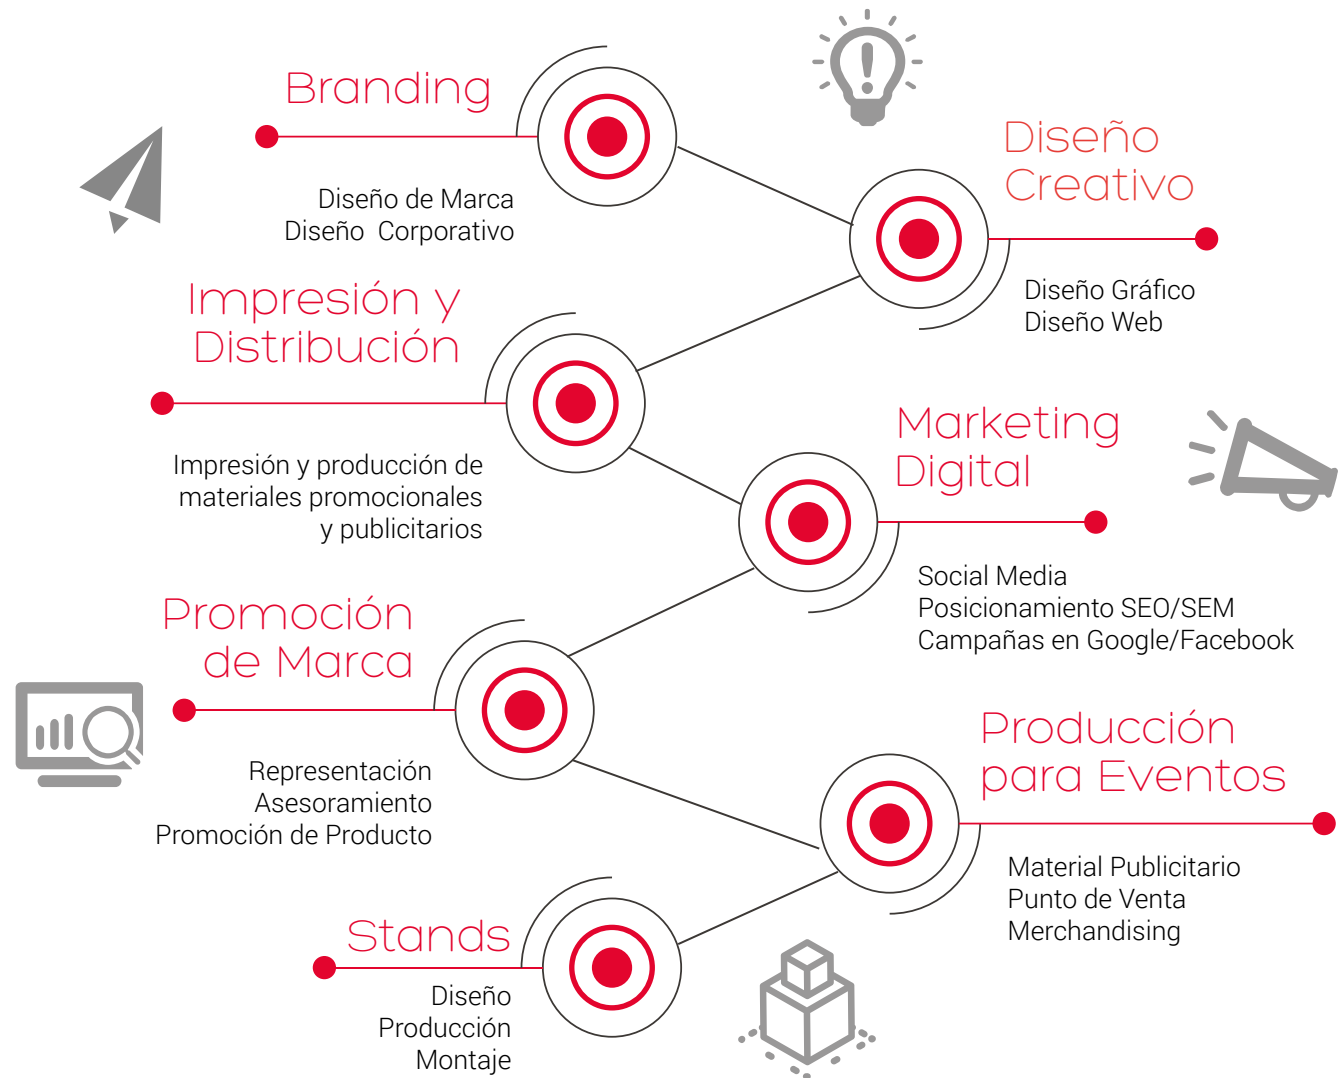 Branding
Diseño de Marca
Diseño Corporativo
Diseño
Creativo
Diseño Gráfico
Diseño Web
Impresión y
Distribución
Impresión y producción de
materiales promocionales
y publicitarios
Marketing
Digital
Social Media
Posicionamiento SEO/SEM
Campañas en Google/Facebook
Promoción
de Marca
Representación
Asesoramiento
Promoción de Producto
Producción
para Eventos
Material Publicitario
Punto de Venta
Merchandising
Stands
Diseño
Producción
Montaje